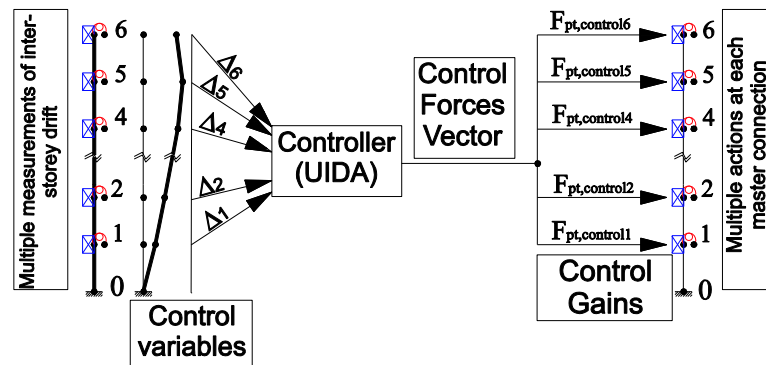 Multiple measurements of inter-
storey drift
6
5
4
2
1
0
Δ6
Δ5
Δ4
Δ2
Δ1
Control
variables
Controller
(UIDA)
Control
Forces
Vector
Fpt,control6
Fpt,control5
Fpt,control4
Fpt,control2
Fpt,control1
Control
Gains
6
5
4
2
1
0
Multiple actions at each
master connection